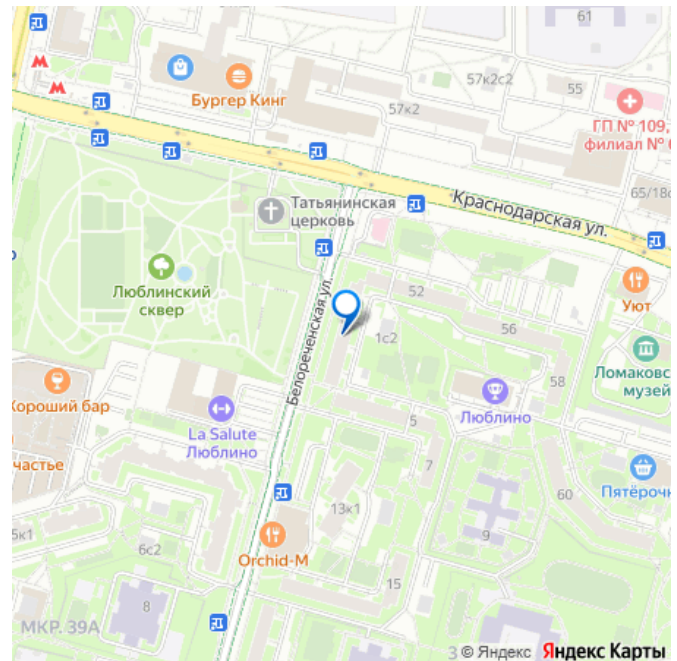 61
57к2с2
55
Бургер Кинг
57к2
ГП № 109,
филиал №
65/18с
Татьянинская
церковь
Краснодарская ул.
Люблинский
сквер
Белореченская ул.
52
Уют
1с2
56
Ломаковс
музей
58
Хороший бар
La Salute
Люблино
5
Люблино
счастье
7
Пятёрочк
60
13к1
9
5к1
6с2
Orchid-M
15
8
МКР. 39А
3
© Яндекс
Яндекс Карты